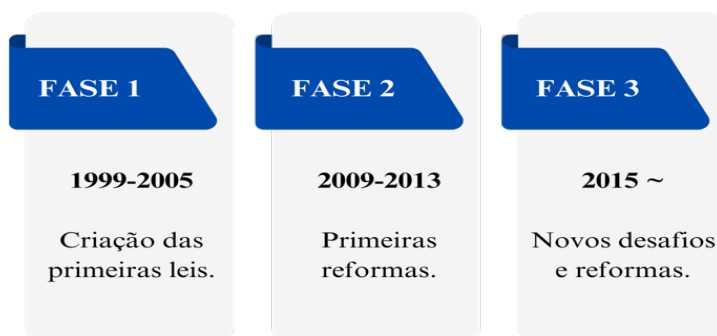 FASE 1
1999-2005
Criação das
primeiras leis.
FASE 2
2009-2013
Primeiras
reformas.
FASE 3
2015 ~
Novos desafios
e reformas.